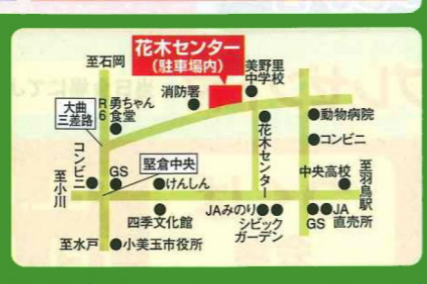 至石岡
花木センター
（駐車場内）
美野里
中学校
消防署
大曲
三差路
R
6
勇ちゃん
食堂
動物病院
コンビニ
花木センター
コンビニ
GS
堅倉中央
けんしん
中央高校
至羽鳥駅
至小川
四季文化館
JAみのり
シビック
ガーデン
JA
GS
直売所
至水戸
小美玉市役所